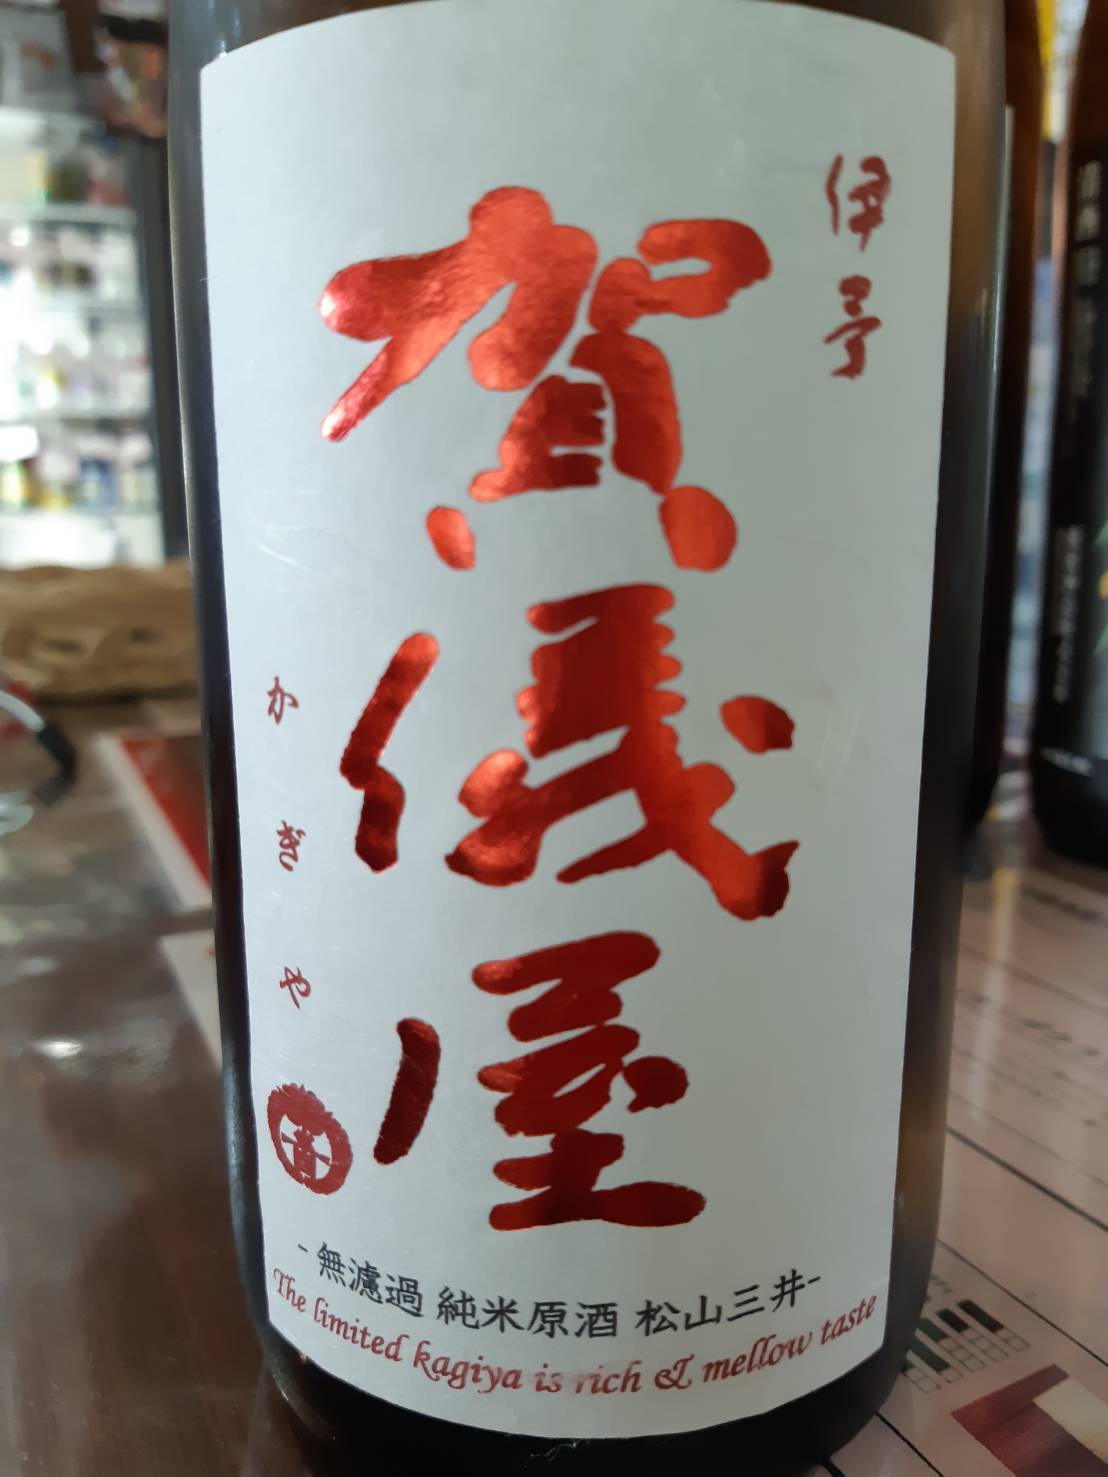 伊予
賀儀屋
かぎや
-無濾過 純米原酒 松山三井-
The limited kagiya is rich & mellow taste